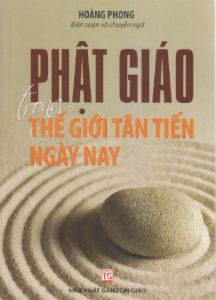 HOÀNG PHONG
Biên soạn và chuyển ngữ
PHẬT GIÁO
trong
THẾ GIỚI TÂN TIẾN
NGÀY NAY
TG
NHÀ XUẤT BẢN TÔN GIÁO